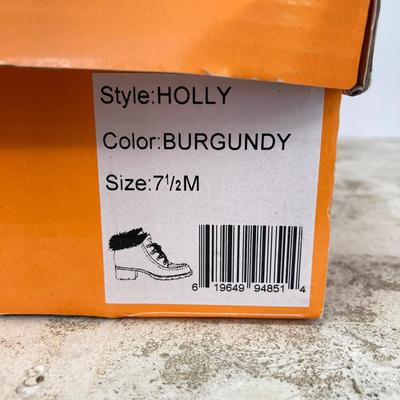 Style:HOLLY
Color:BURGUNDY
Size:7½M
6 19649 94851 4